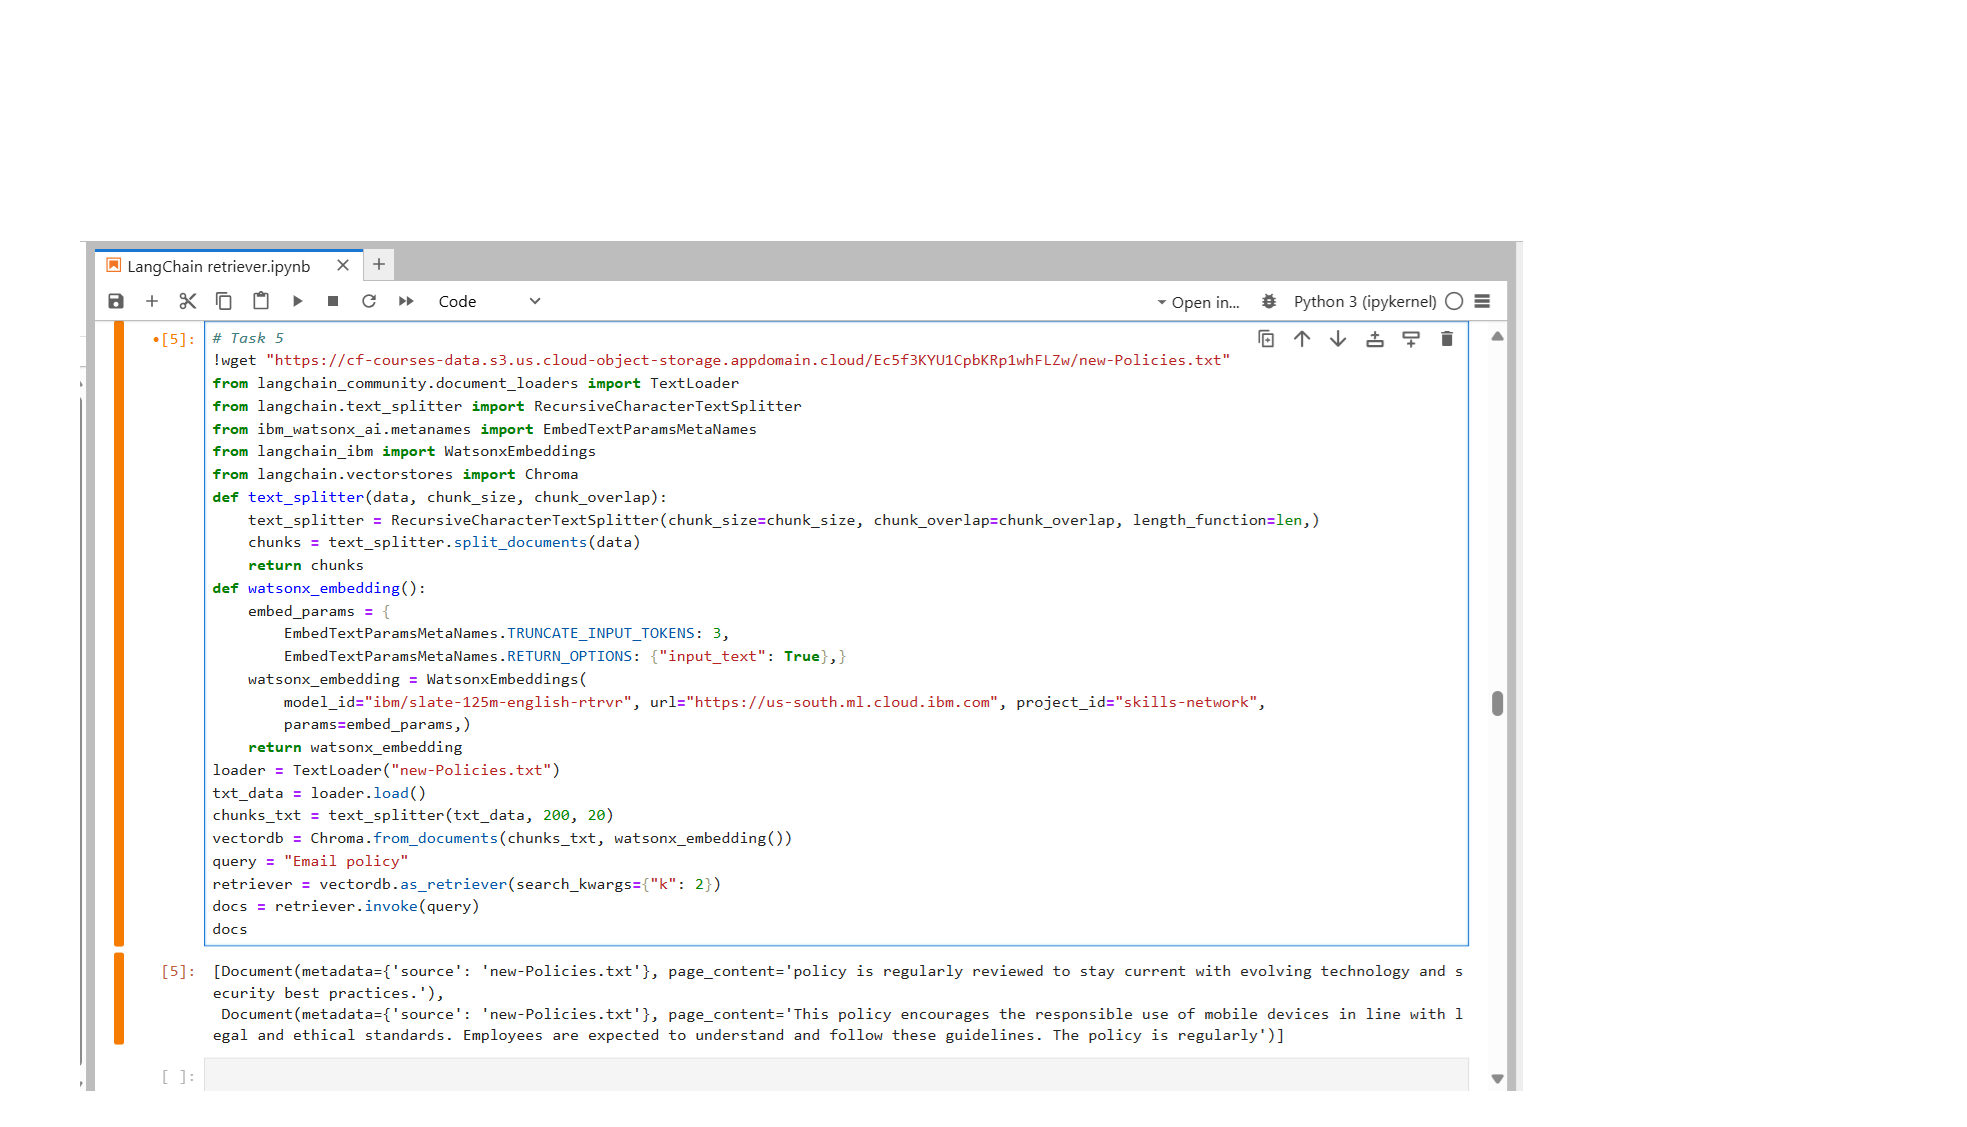 LangChain retriever.ipynb
Code
Open in...
Python 3 (ipykernel)
[5]:
# Task 5
!wget "https://cf-courses-data.s3.us.cloud-object-storage.appdomain.cloud/Ec5f3KYU1CpbKRp1whFLZw/new-Policies.txt"
from langchain_community.document_loaders import TextLoader
from langchain.text_splitter import RecursiveCharacterTextSplitter
from ibm_watsonx_ai.metanames import EmbedTextParamsMetaNames
from langchain_ibm import WatsonxEmbeddings
from langchain.vectorstores import Chroma
def text_splitter(data, chunk_size, chunk_overlap):
    text_splitter = RecursiveCharacterTextSplitter(chunk_size=chunk_size, chunk_overlap=chunk_overlap, length_function=len,)
    chunks = text_splitter.split_documents(data)
    return chunks
def watsonx_embedding():
    embed_params = {
        EmbedTextParamsMetaNames.TRUNCATE_INPUT_TOKENS: 3,
        EmbedTextParamsMetaNames.RETURN_OPTIONS: {"input_text": True},}
    watsonx_embedding = WatsonxEmbeddings(
        model_id="ibm/slate-125m-english-rtrvr", url="https://us-south.ml.cloud.ibm.com", project_id="skills-network",
        params=embed_params,)
    return watsonx_embedding
loader = TextLoader("new-Policies.txt")
txt_data = loader.load()
chunks_txt = text_splitter(txt_data, 200, 20)
vectordb = Chroma.from_documents(chunks_txt, watsonx_embedding())
query = "Email policy"
retriever = vectordb.as_retriever(search_kwargs={"k": 2})
docs = retriever.invoke(query)
docs
[5]:
[Document(metadata={'source': 'new-Policies.txt'}, page_content='policy is regularly reviewed to stay current with evolving technology and s
ecurity best practices.'),
 Document(metadata={'source': 'new-Policies.txt'}, page_content='This policy encourages the responsible use of mobile devices in line with l
egal and ethical standards. Employees are expected to understand and follow these guidelines. The policy is regularly')]
[ ]: